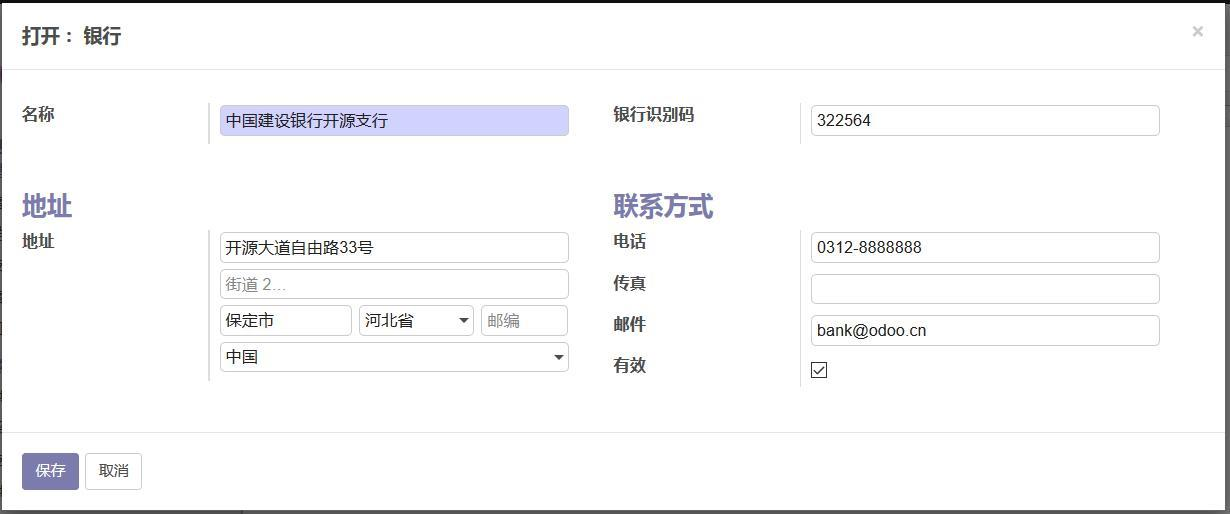 打开： 银行
×
名称
中国建设银行开源支行
银行识别码
322564
地址
地址
开源大道自由路33号
街道 2...
保定市
河北省
邮编
中国
联系方式
电话
0312-8888888
传真
邮件
bank@odoo.cn
有效
保存
取消